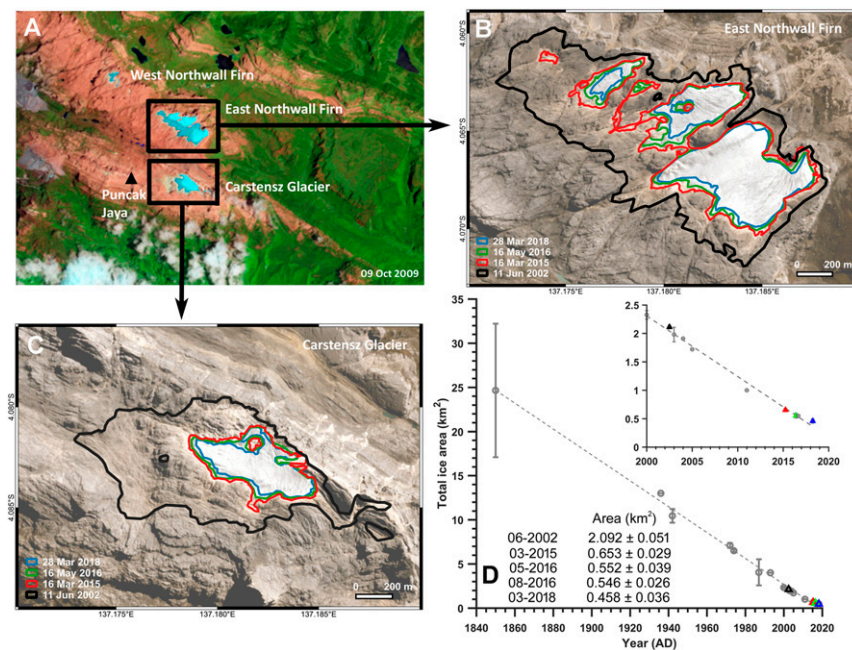 A
West Northwall Firn
East Northwall Firn
Carstensz Glacier
Puncak
Jaya
09 Oct 2009
B
East Northwall Firn
4.060°S
4.065°S
4.070°S
28 Mar 2018
16 May 2016
16 Mar 2015
11 Jun 2002
0 200 m
137.175°E 137.180°E 137.185°E
C
Carstensz Glacier
4.080°S
4.085°S
28 Mar 2018
16 May 2016
16 Mar 2015
11 Jun 2002
0 200 m
137.175°E 137.180°E 137.185°E
Total ice area (km²)
35
30
25
20
15
10
5
0
2.5
2.0
1.5
1.0
0.5
0
2000 2005 2010 2015 2020
D
Area (km²)
06-2002 2.092 ± 0.051
03-2015 0.653 ± 0.029
05-2016 0.552 ± 0.039
08-2016 0.546 ± 0.026
03-2018 0.458 ± 0.036
1840 1860 1880 1900 1920 1940 1960 1980 2000 2020
Year (AD)